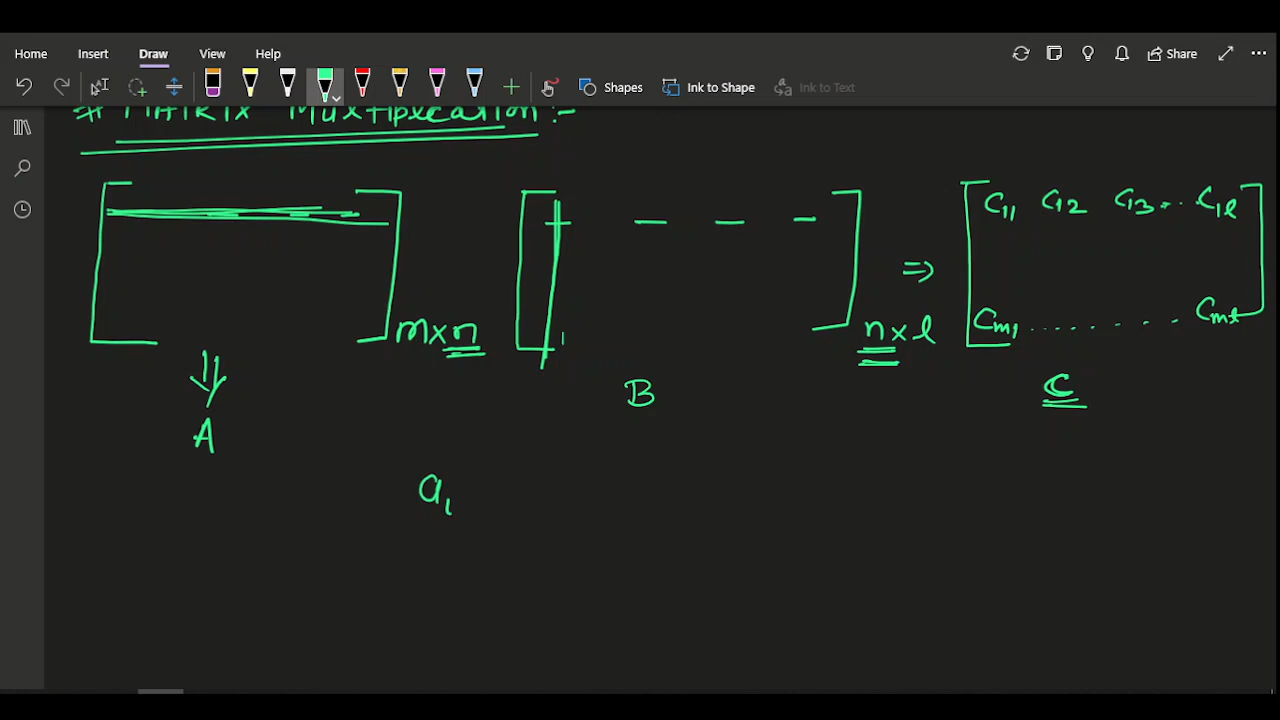 Home Insert Draw View Help Share
Shapes Ink to Shape Ink to Text
# Matrix Multiplication :-
C11 C12 C13 .. C1l
m×n n×l ⇒ Cm1 ........ Cml
A B C
a1